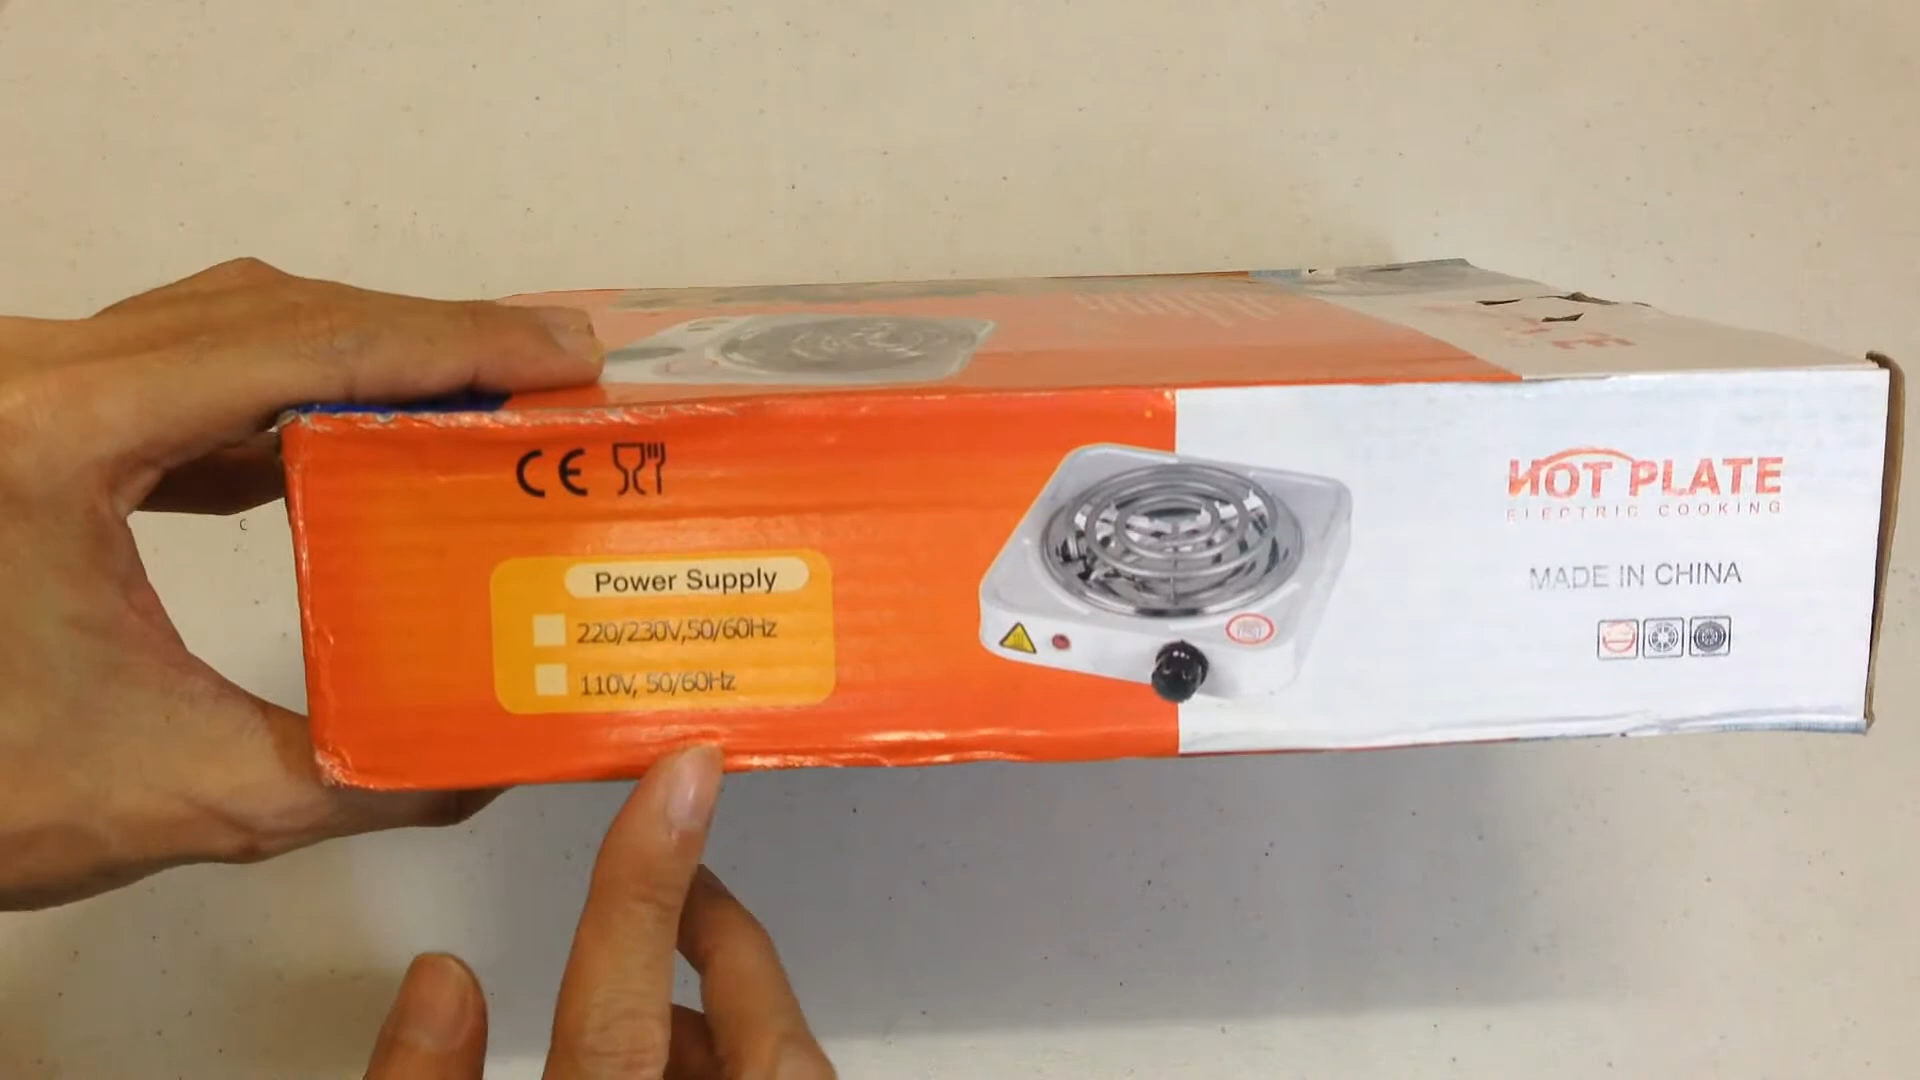 CE
Power Supply
220/230V,50/60Hz
110V, 50/60Hz
HOT PLATE
ELECTRIC COOKING
MADE IN CHINA